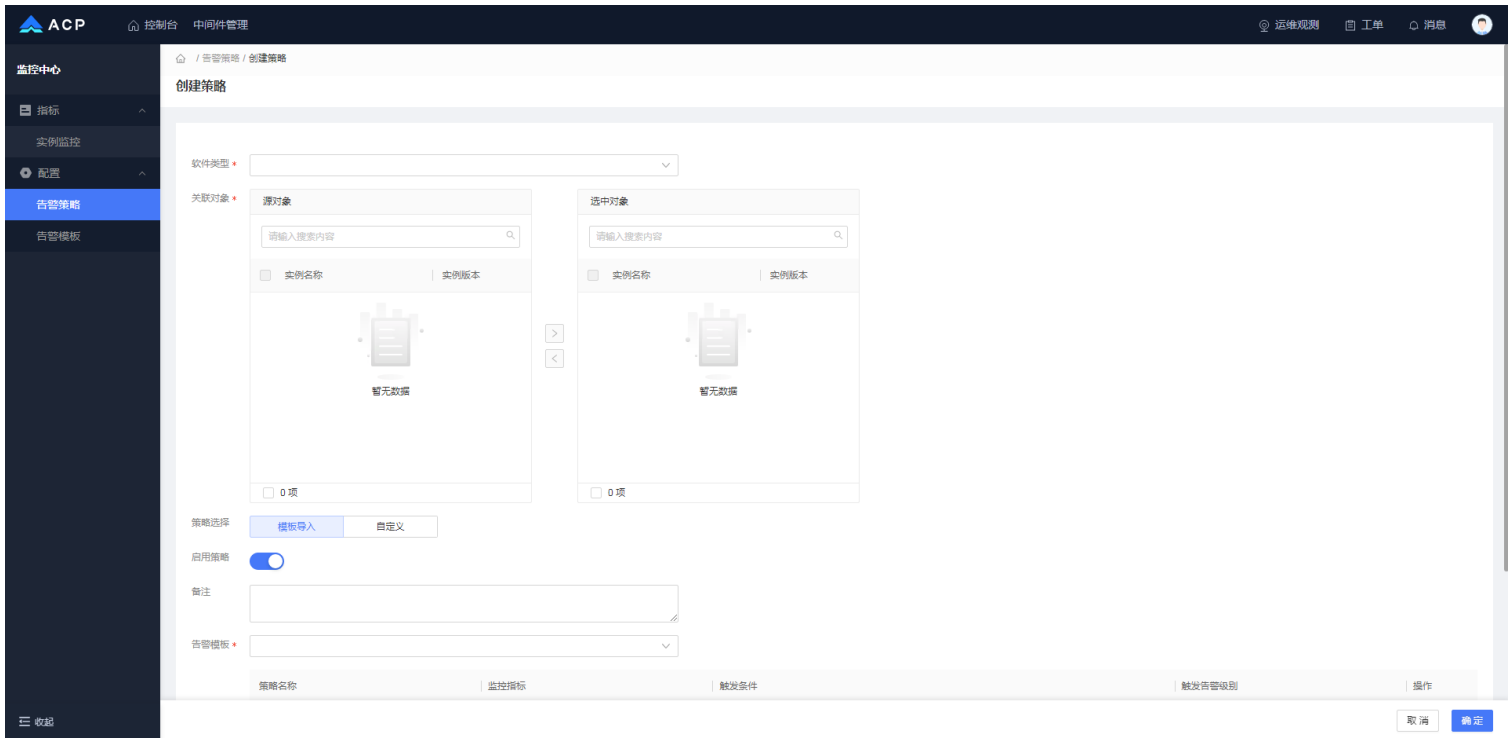 ACP 控制台 中间件管理 运维观测 工单 消息
监控中心
指标
实例监控
配置
告警策略
告警模板
收起
/ 告警策略 / 创建策略
创建策略
软件类型 *
关联对象 *
源对象
请输入搜索内容
实例名称 实例版本
暂无数据
0 项
选中对象
请输入搜索内容
实例名称 实例版本
暂无数据
0 项
策略选择 模板导入 自定义
启用策略
备注
告警模板 *
策略名称 监控指标 触发条件 触发告警级别 操作
取 消 确 定